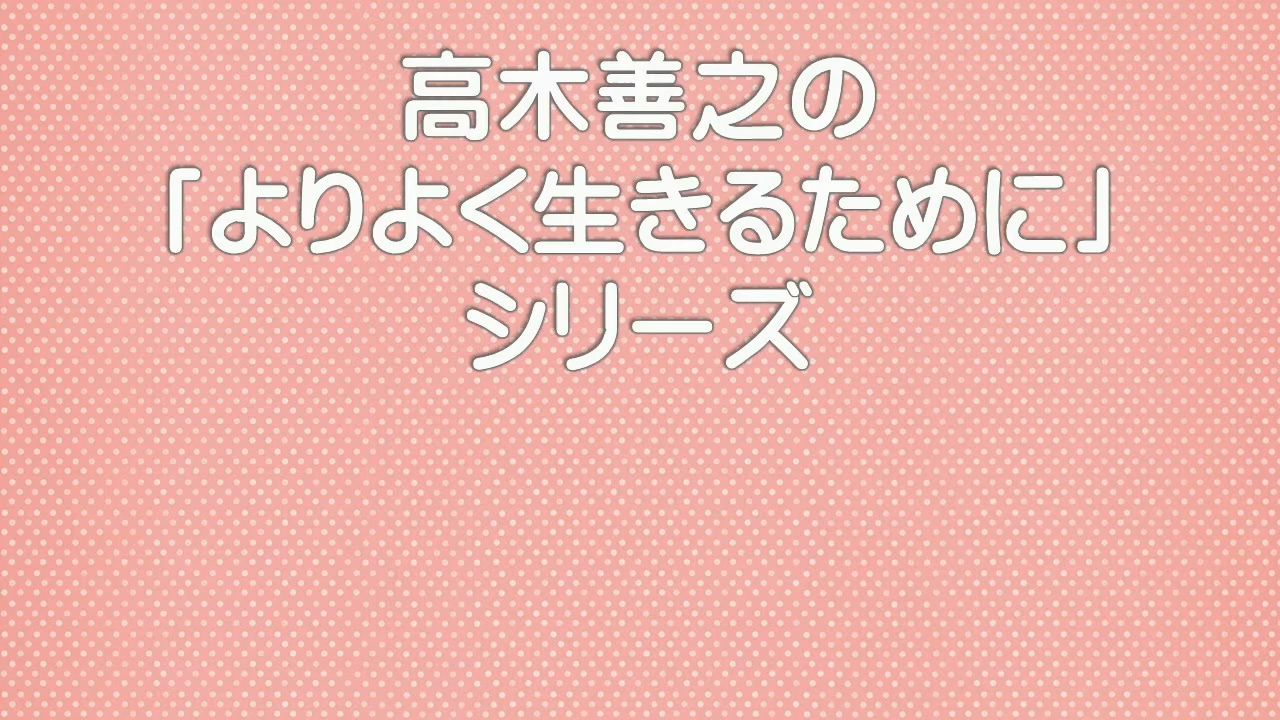 高木善之の
「よりよく生きるために」
シリーズ